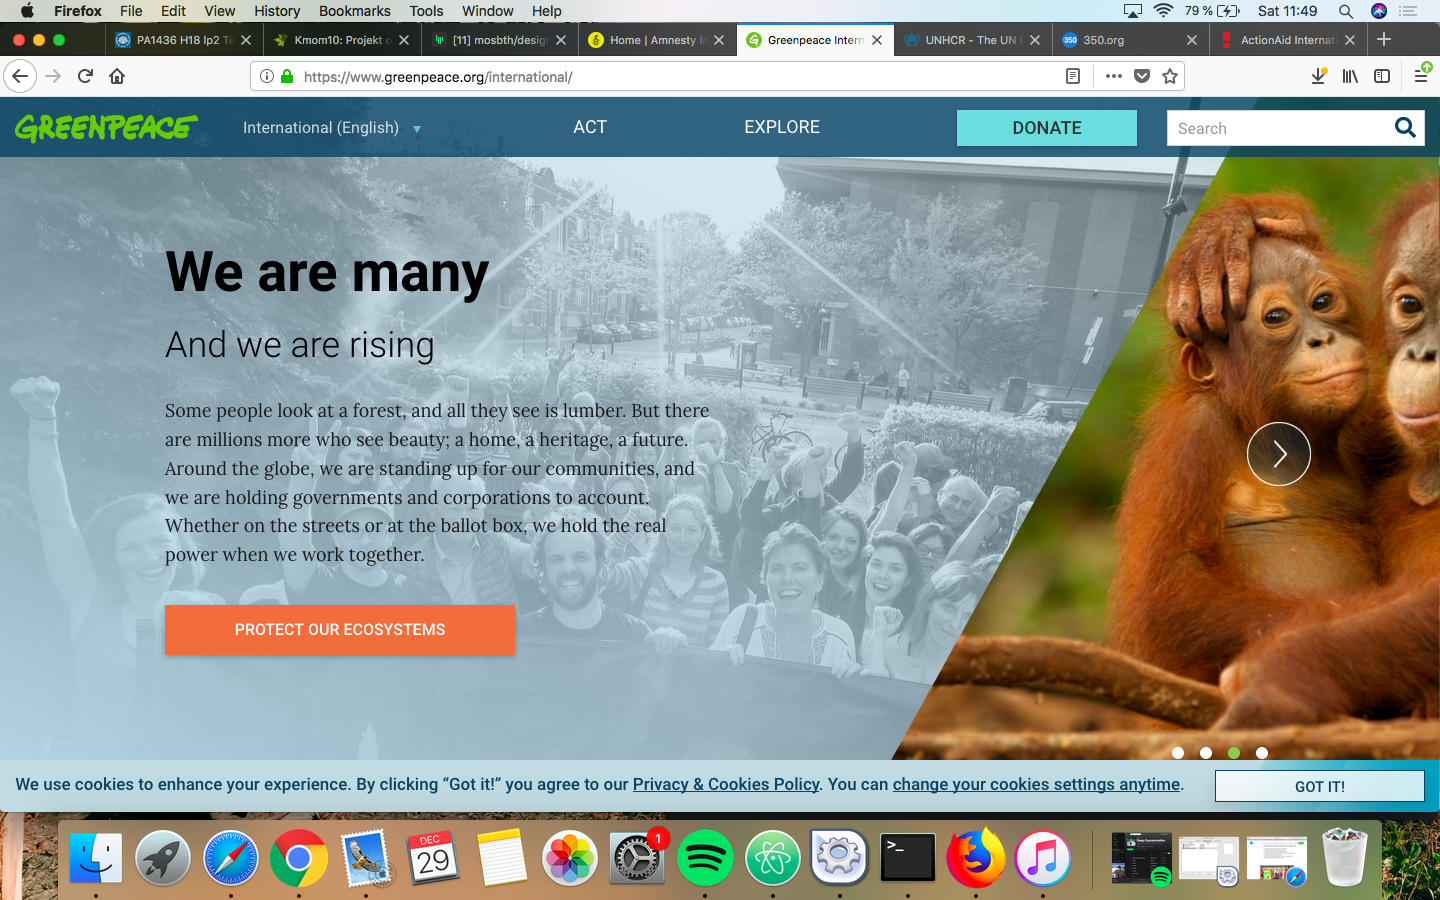 Firefox File Edit View History Bookmarks Tools Window Help 79 % Sat 11:49
PA1436 H18 lp2 Te
Kmom10: Projekt o
[11] mosbth/desig
Home | Amnesty In
Greenpeace Intern
UNHCR - The UN R
350 350.org
ActionAid Internati
https://www.greenpeace.org/international/
GREENPEACE International (English) ACT EXPLORE DONATE Search
We are many
And we are rising
Some people look at a forest, and all they see is lumber. But there
are millions more who see beauty; a home, a heritage, a future.
Around the globe, we are standing up for our communities, and
we are holding governments and corporations to account.
Whether on the streets or at the ballot box, we hold the real
power when we work together.
PROTECT OUR ECOSYSTEMS
We use cookies to enhance your experience. By clicking “Got it!” you agree to our Privacy & Cookies Policy. You can change your cookies settings anytime. GOT IT!
DEC
29
1
>_